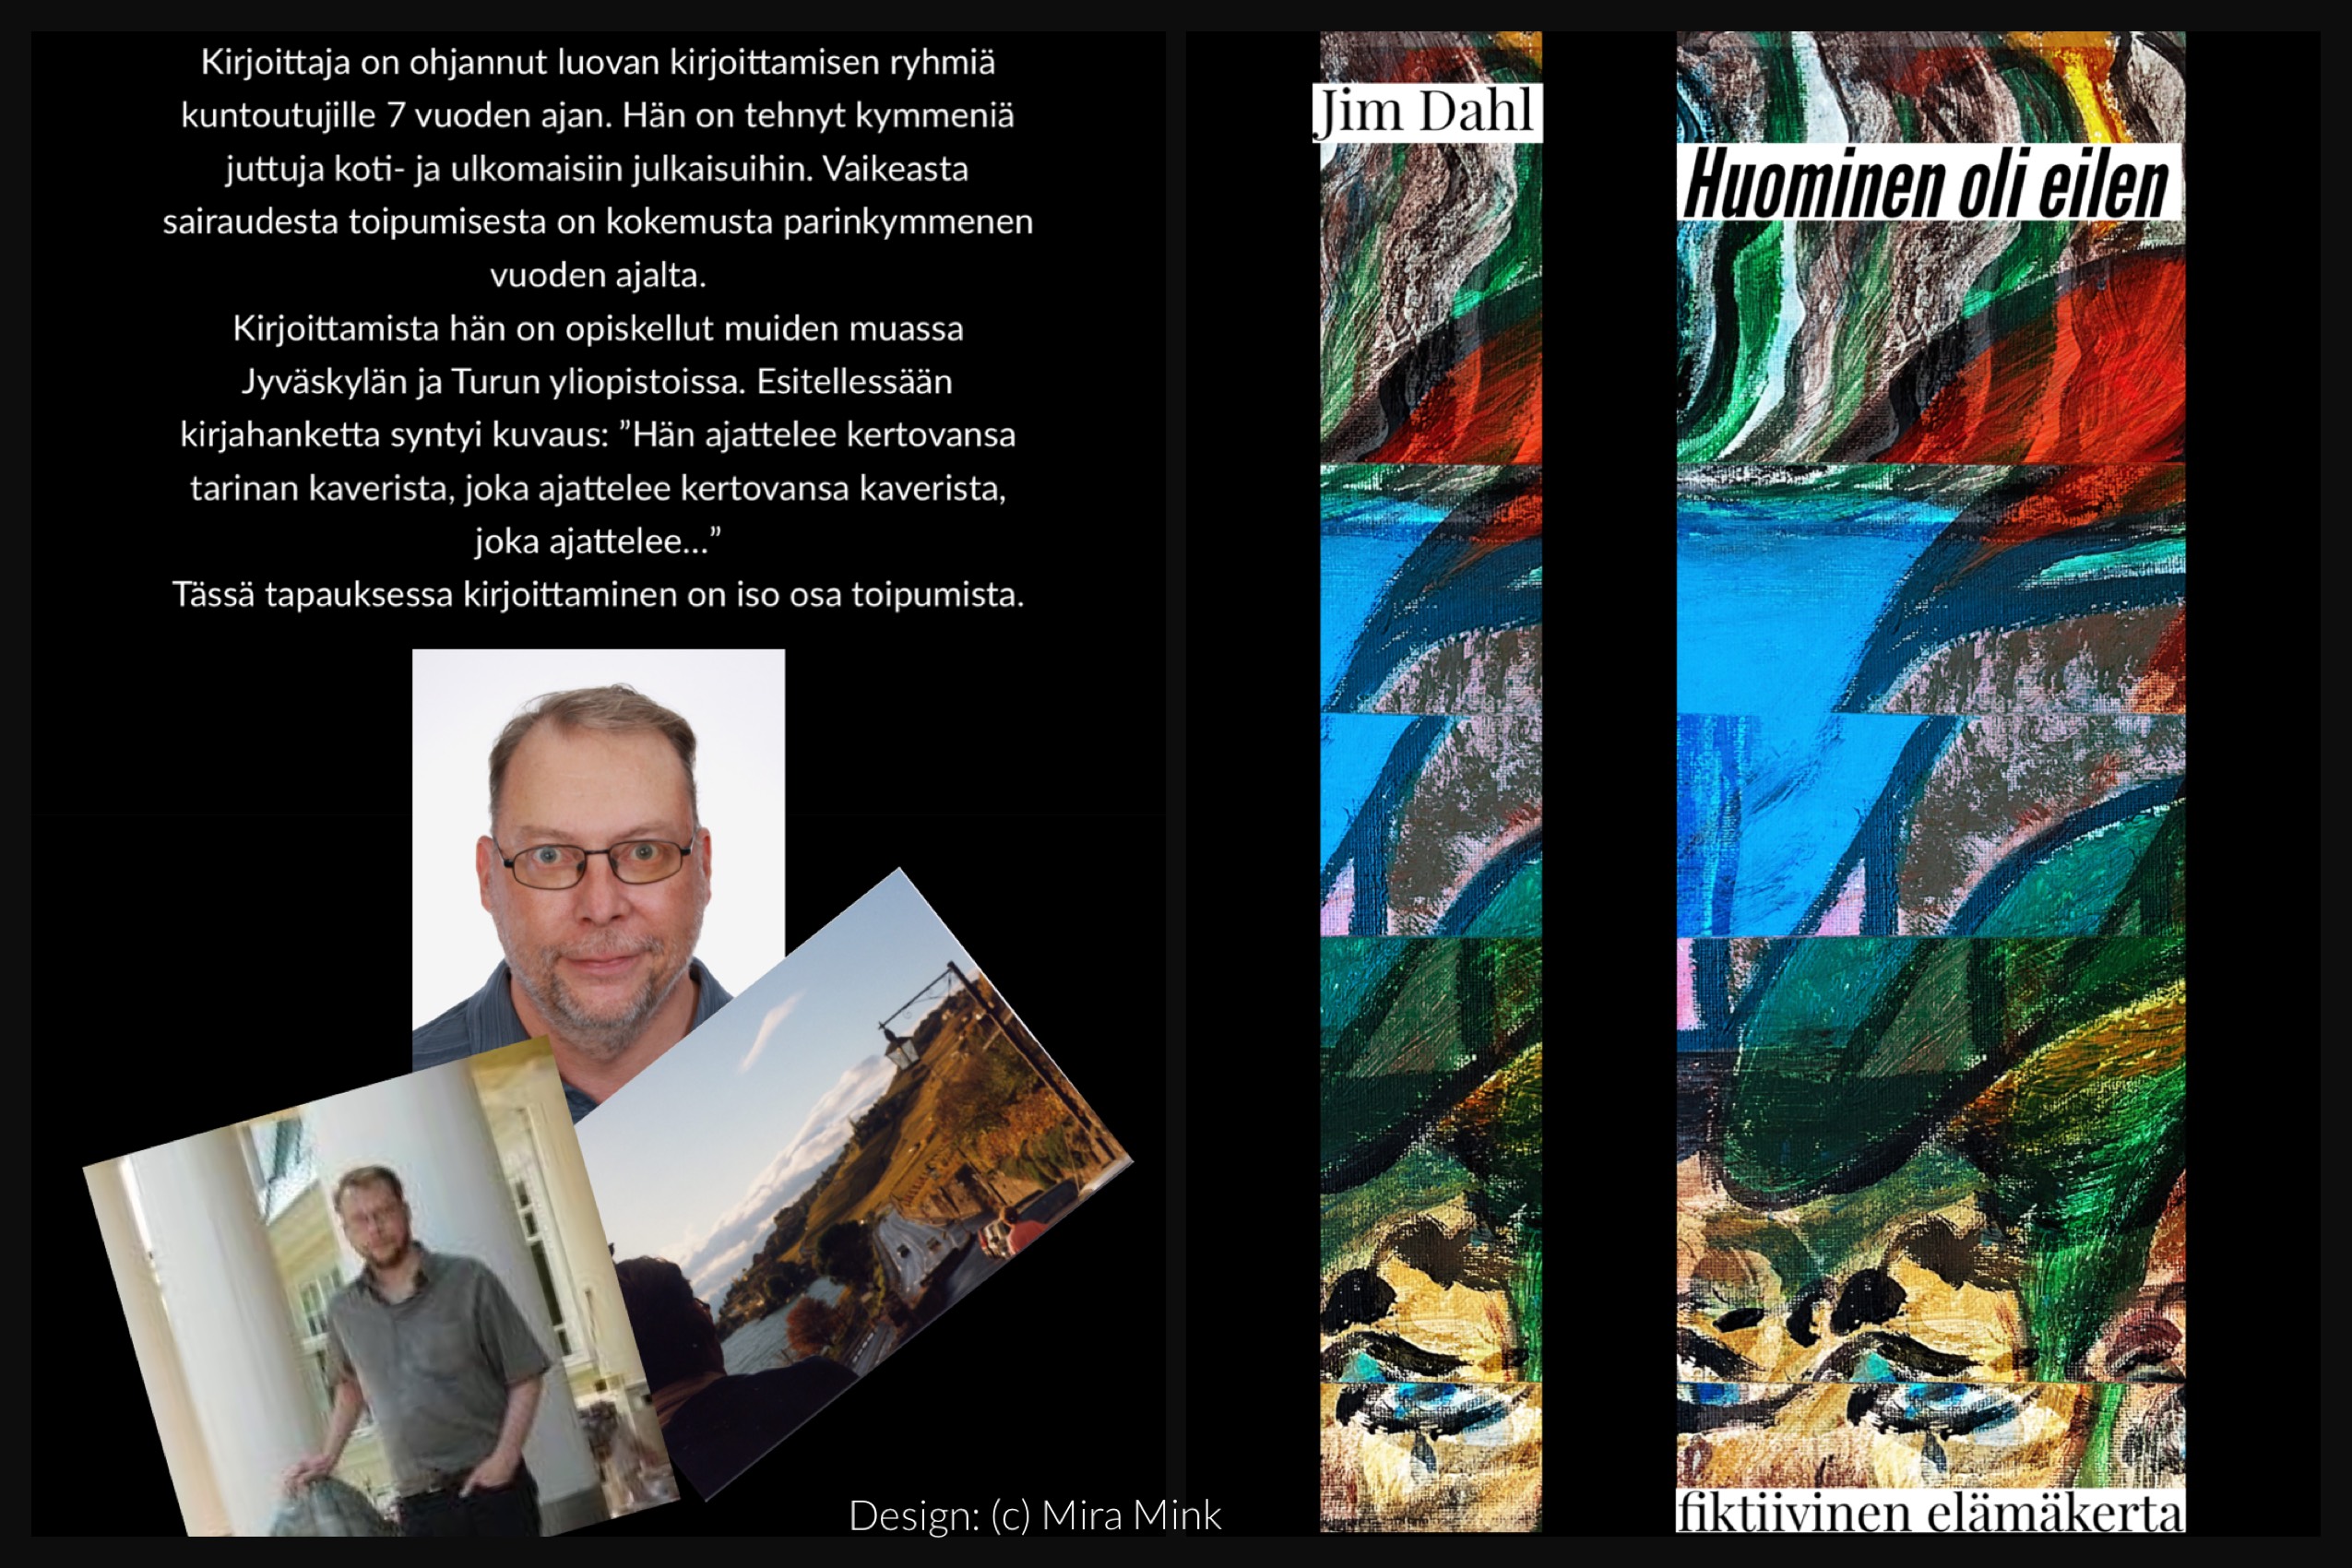 Kirjoittaja on ohjannut luovan kirjoittamisen ryhmiä
kuntoutujille 7 vuoden ajan. Hän on tehnyt kymmeniä
juttuja koti- ja ulkomaisiin julkaisuihin. Vaikeasta
sairaudesta toipumisesta on kokemusta parinkymmenen
vuoden ajalta.
Kirjoittamista hän on opiskellut muiden muassa
Jyväskylän ja Turun yliopistoissa. Esitellessään
kirjahanketta syntyi kuvaus: ”Hän ajattelee kertovansa
tarinan kaverista, joka ajattelee kertovansa kaverista,
joka ajattelee...”
Tässä tapauksessa kirjoittaminen on iso osa toipumista.
Design: (c) Mira Mink
Jim Dahl
Huominen oli eilen
fiktiivinen elämäkerta